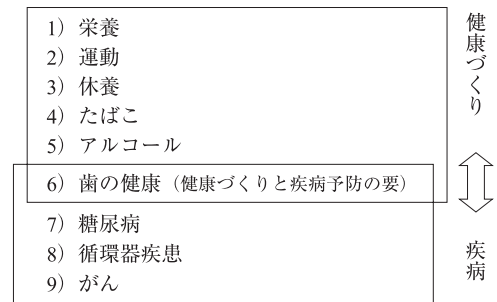 1）栄養
2）運動
3）休養
4）たばこ
5）アルコール
6）歯の健康（健康づくりと疾病予防の要）
7）糖尿病
8）循環器疾患
9）がん
健康づくり
疾病